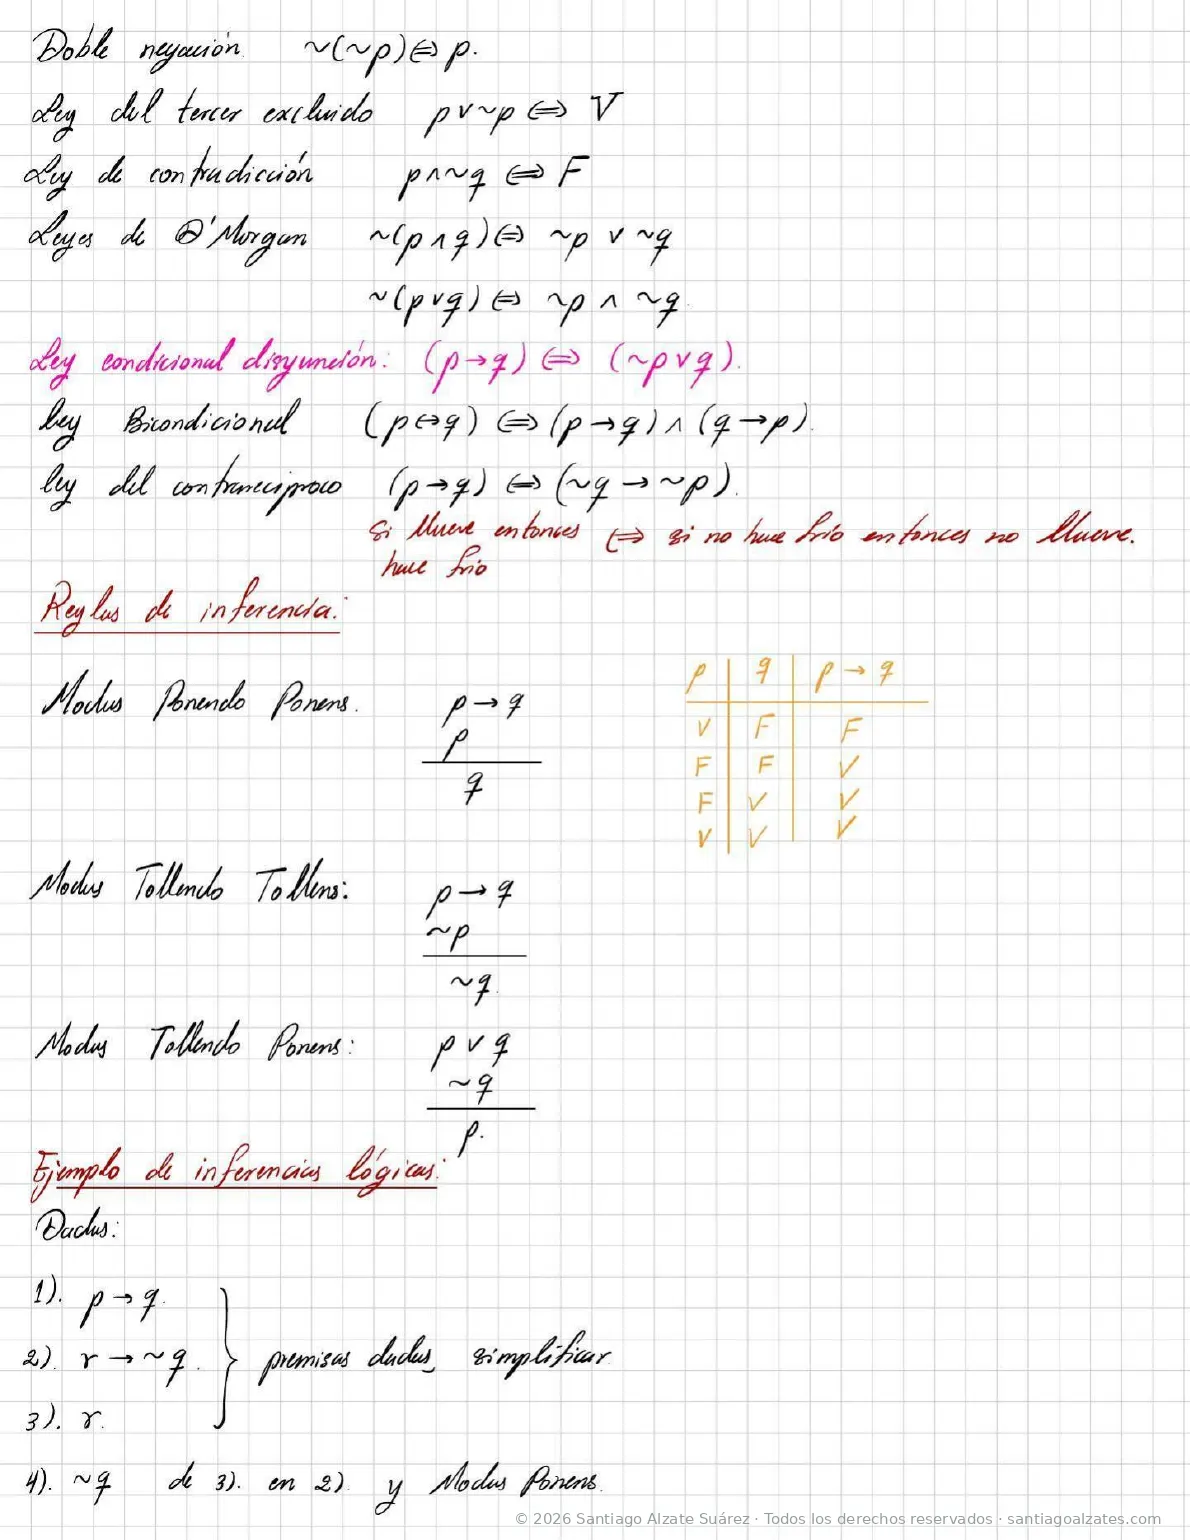 Doble negación. ~(~p) ⇔ p.
Ley del tercer excluido p ∨ ~p ⇔ V
Ley de contradicción p ∧ ~q ⇔ F
Leyes de D'Morgan ~(p ∧ q) ⇔ ~p ∨ ~q
~(p ∨ q) ⇔ ~p ∧ ~q.
Ley condicional disyunción: (p → q) ⇔ (~p ∨ q).
ley Bicondicional (p ↔ q) ⇔ (p → q) ∧ (q → p).
ley del contrarecíproco (p → q) ⇔ (~q → ~p).
Si llueve entonces ⇔ si no hace frío entonces no llueve.
hace frío
Reglas de inferencia:
p q p → q
Modus Ponendo Ponens. p → q
V F F
p
F F V
q
F V V
V V V
Modus Tollendo Tollens: p → q
~p
~q.
Modus Tollendo Ponens: p ∨ q
~q
p.
Ejemplo de inferencias lógicas:
Dadas:
1). p → q.
2). r → ~q. } premisas dadas, simplificar
3). r.
4). ~q de 3). en 2) y Modus Ponens.
© 2026 Santiago Alzate Suárez · Todos los derechos reservados · santiagoalzates.com